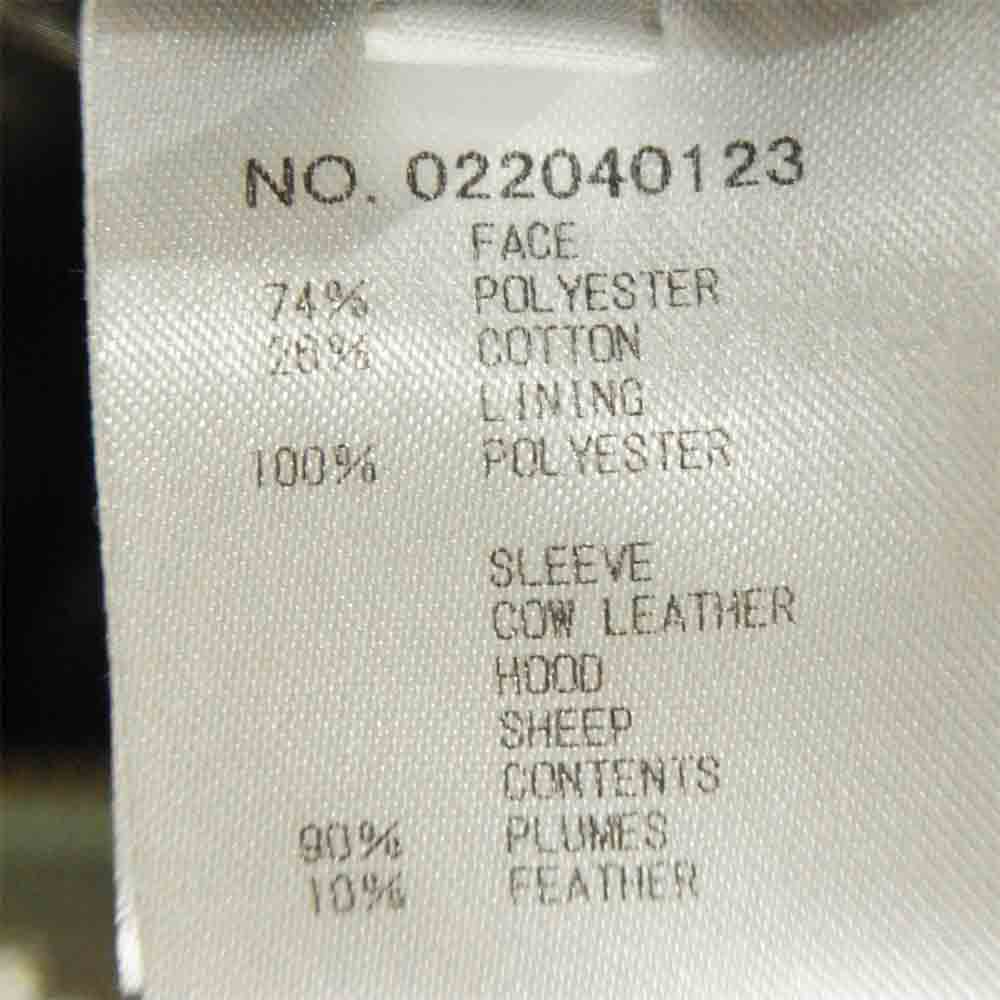 NO. 022040123
FACE
74% POLYESTER
26% COTTON
LINING
100% POLYESTER
SLEEVE
COW LEATHER
HOOD
SHEEP
CONTENTS
90% PLUMES
10% FEATHER